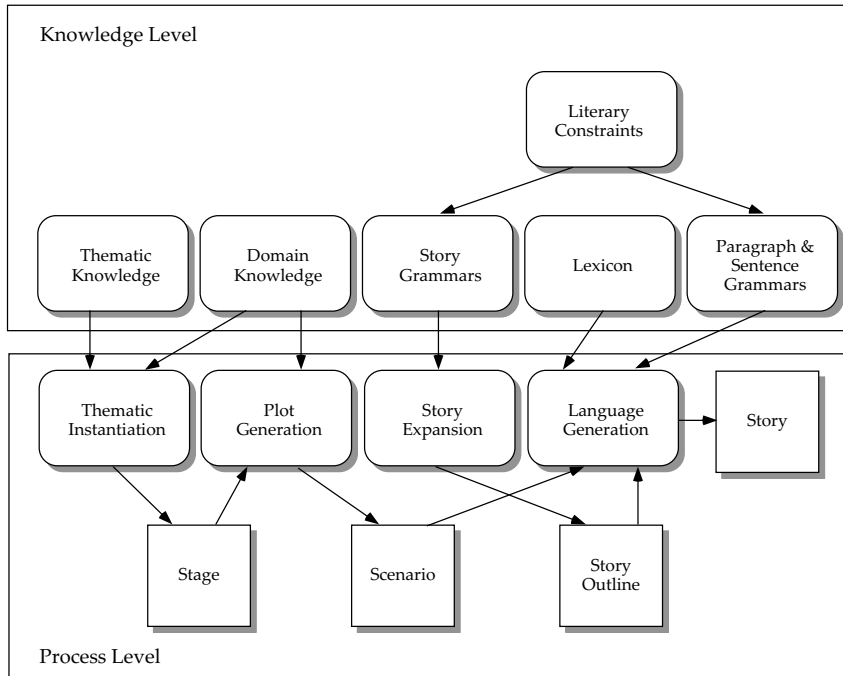 Knowledge Level
Literary
Constraints
Thematic
Knowledge
Domain
Knowledge
Story
Grammars
Lexicon
Paragraph &
Sentence
Grammars
Thematic
Instantiation
Plot
Generation
Story
Expansion
Language
Generation
Story
Stage
Scenario
Story
Outline
Process Level